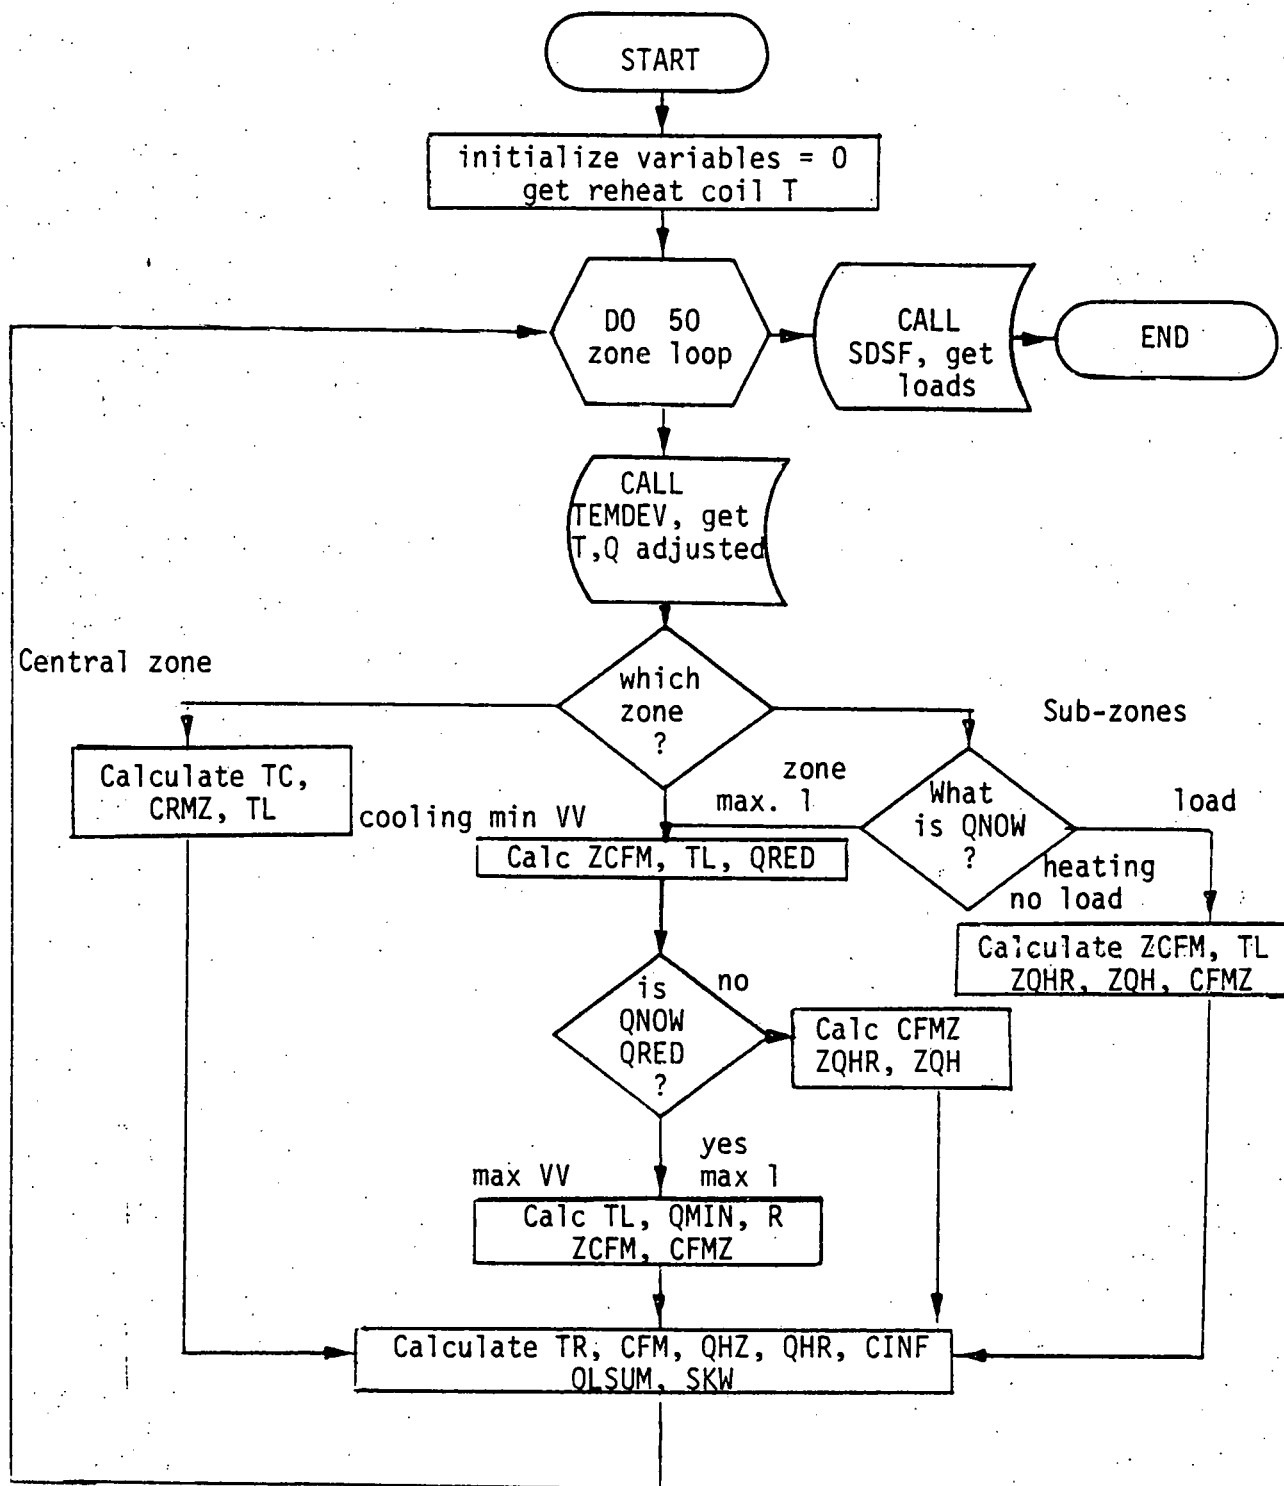 START
initialize variables = 0
get reheat coil T
DO 50
zone loop
CALL
SDSF, get
loads
END
CALL
TEMDEV, get
T,Q adjusted
Central zone
which
zone
?
Sub-zones
Calculate TC,
CRMZ, TL
cooling min VV
zone
max. l
What
is QNOW
?
load
heating
no load
Calc ZCFM, TL, QRED
Calculate ZCFM, TL
ZQHR, ZQH, CFMZ
is
QNOW
QRED
?
no
Calc CFMZ
ZQHR, ZQH
yes
max VV
max l
Calc TL, QMIN, R
ZCFM, CFMZ
Calculate TR, CFM, QHZ, QHR, CINF
QLSUM, SKW